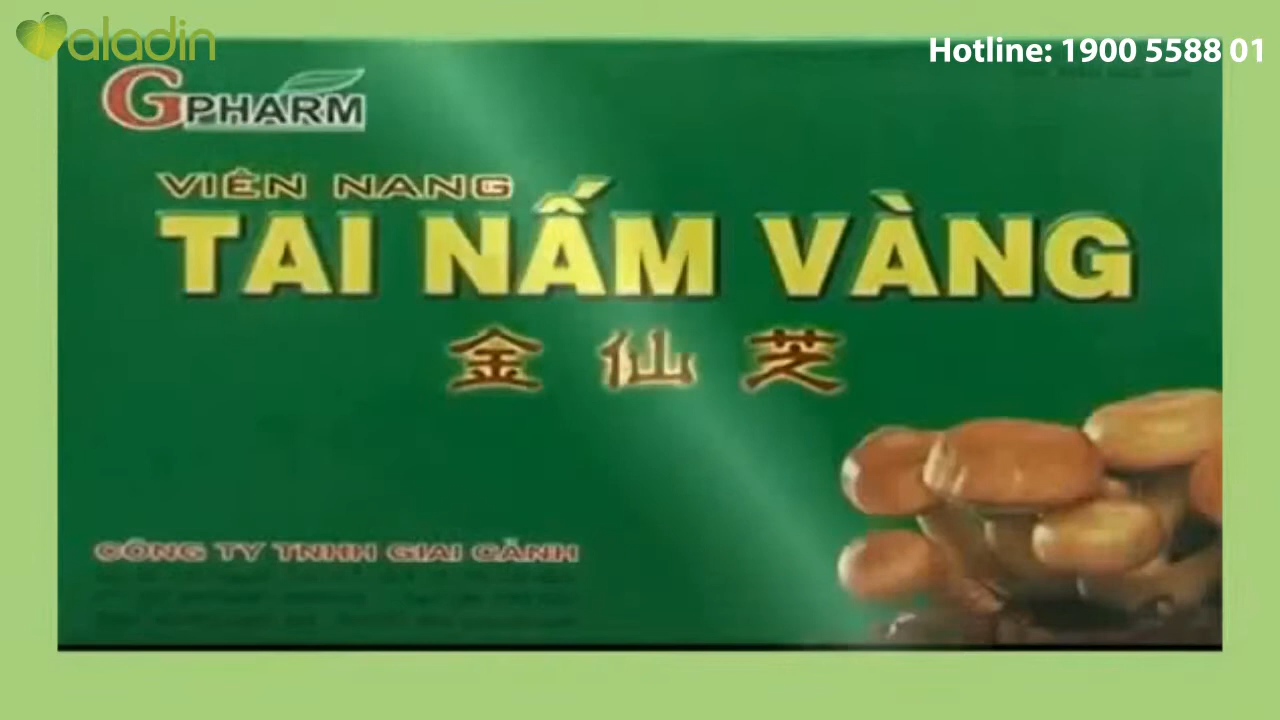 aladin
Hotline: 1900 5588 01
GPHARM
VIÊN NANG
TAI NẤM VÀNG
金仙芝
CÔNG TY TNHH GIAI CẢNH